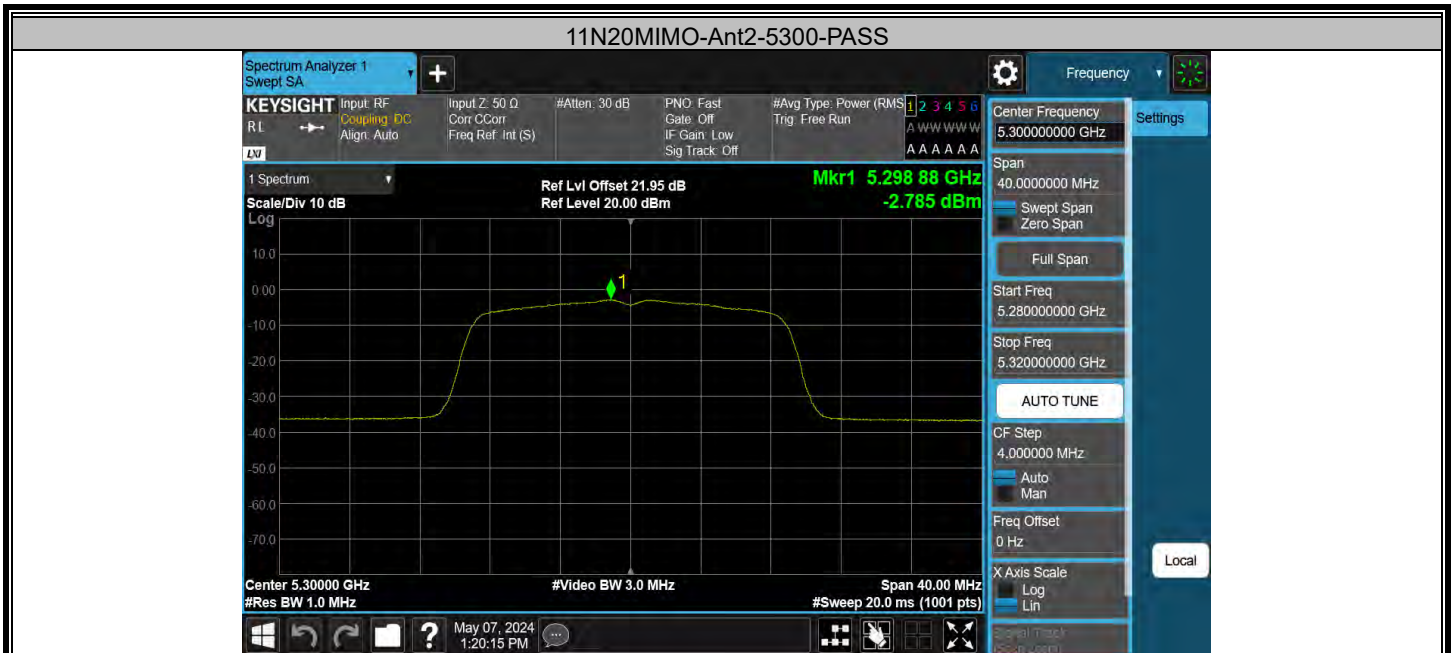 11N20MIMO-Ant2-5300-PASS
Spectrum Analyzer 1
Swept SA
+
Frequency
KEYSIGHT
RL
LXI
Input: RF
Coupling: DC
Align: Auto
Input Z: 50 Ω
Corr CCorr
Freq Ref: Int (S)
#Atten: 30 dB
PNO: Fast
Gate: Off
IF Gain: Low
Sig Track: Off
#Avg Type: Power (RMS
Trig: Free Run
1 2 3 4 5 6
A W W W W W
A A A A A A
1 Spectrum
Scale/Div 10 dB
Log
Ref Lvl Offset 21.95 dB
Ref Level 20.00 dBm
Mkr1 5.298 88 GHz
-2.785 dBm
1
10.0
0.00
-10.0
-20.0
-30.0
-40.0
-50.0
-60.0
-70.0
Center 5.30000 GHz
#Res BW 1.0 MHz
#Video BW 3.0 MHz
Span 40.00 MHz
#Sweep 20.0 ms (1001 pts)
Center Frequency
5.300000000 GHz
Settings
Span
40.0000000 MHz
Swept Span
Zero Span
Full Span
Start Freq
5.280000000 GHz
Stop Freq
5.320000000 GHz
AUTO TUNE
CF Step
4.000000 MHz
Auto
Man
Freq Offset
0 Hz
X Axis Scale
Log
Lin
Signal Track
(Span Zoom)
Local
?
May 07, 2024
1:20:15 PM